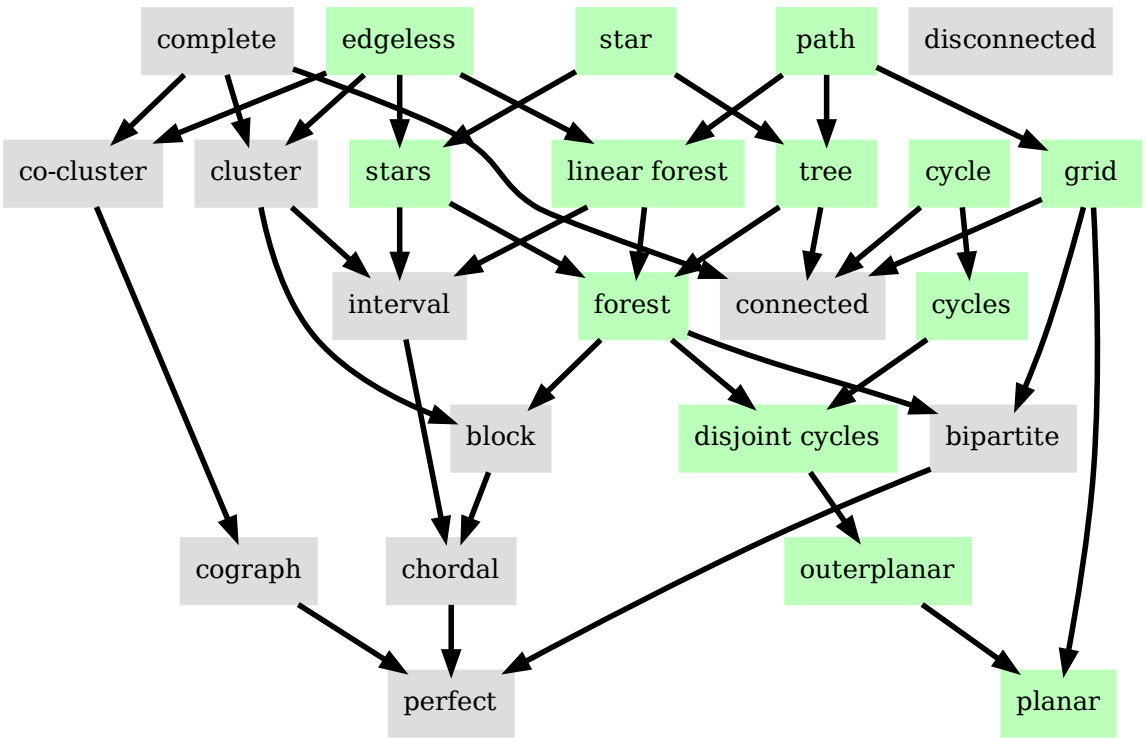 complete
edgeless
star
path
disconnected
co-cluster
cluster
stars
linear forest
tree
cycle
grid
interval
forest
connected
cycles
block
disjoint cycles
bipartite
cograph
chordal
outerplanar
perfect
planar